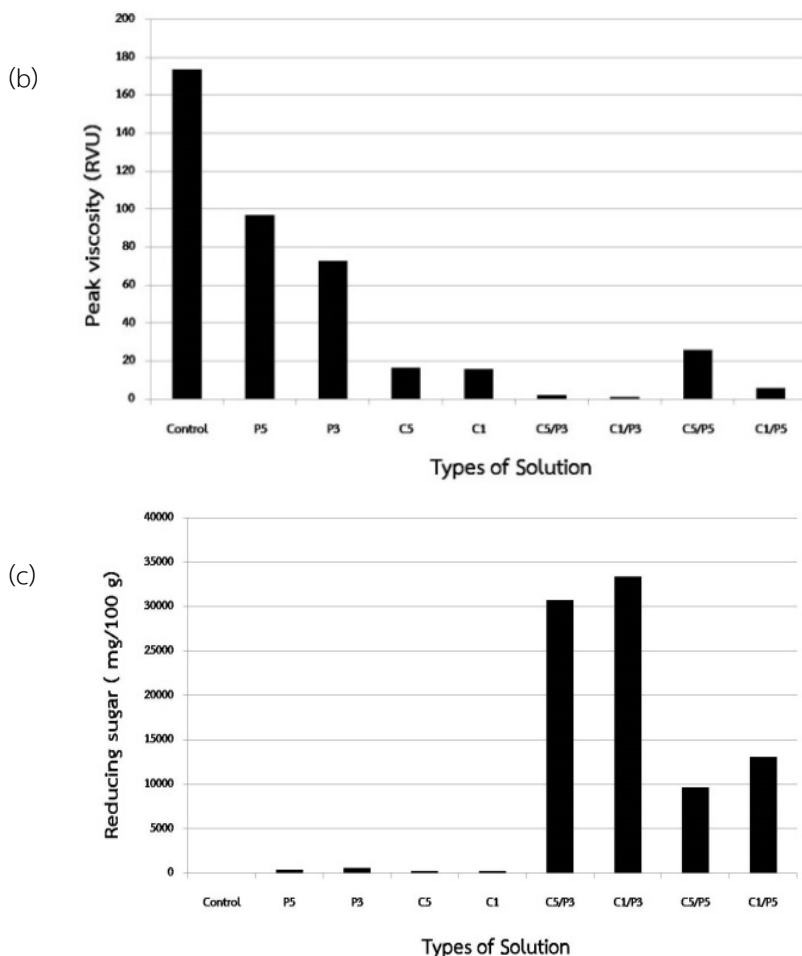 (b)
Peak viscosity (RVU)
200
180
160
140
120
100
80
60
40
20
0
Control P5 P3 C5 C1 C5/P3 C1/P3 C5/P5 C1/P5
Types of Solution
(c)
Reducing sugar ( mg/100 g)
40000
35000
30000
25000
20000
15000
10000
5000
0
Control P5 P3 C5 C1 C5/P3 C1/P3 C5/P5 C1/P5
Types of Solution